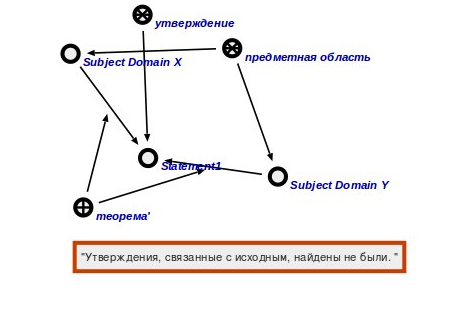 утверждение
предметная область
Subject Domain X
Statement1
Subject Domain Y
теорема'
"Утверждения, связанные с исходным, найдены не были. "